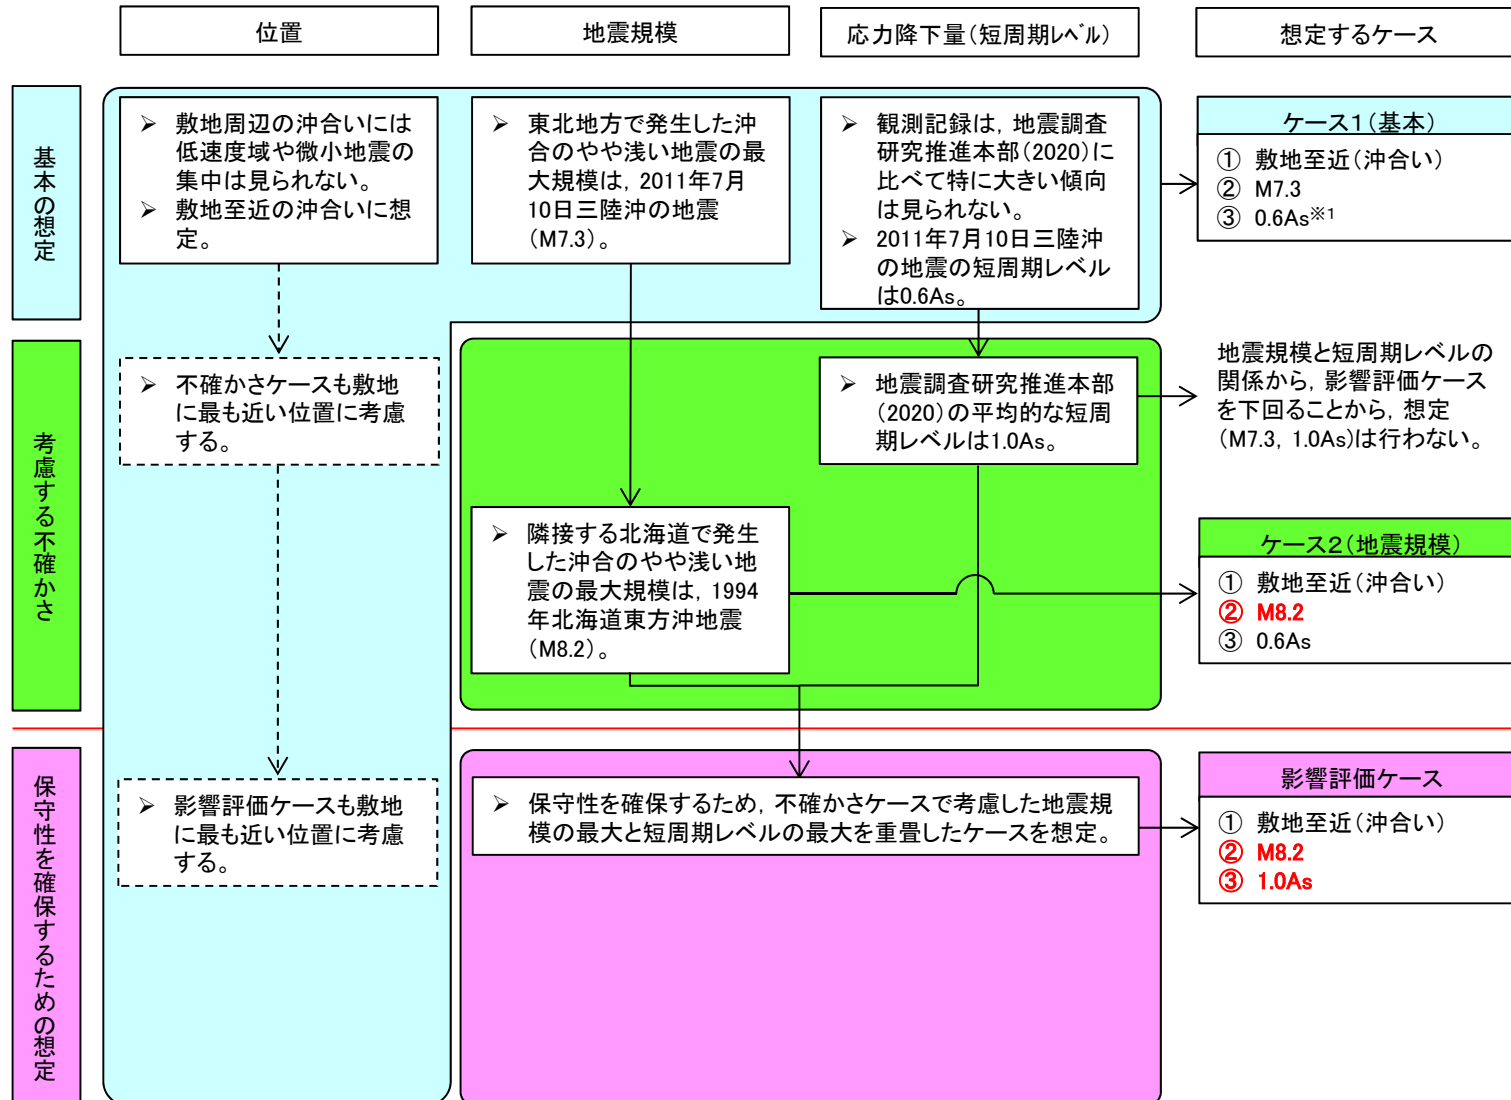 位置
地震規模
応力降下量(短周期ﾚﾍﾞﾙ)
想定するケース
基本の想定
➢ 敷地周辺の沖合いには
低速度域や微小地震の
集中は見られない。
➢ 敷地至近の沖合いに想
定。
➢ 東北地方で発生した沖
合のやや浅い地震の最
大規模は，2011年7月
10日三陸沖の地震
(M7.3)。
➢ 観測記録は，地震調査
研究推進本部(2020)に
比べて特に大きい傾向
は見られない。
➢ 2011年7月10日三陸沖
の地震の短周期レベル
は0.6As。
ケース1(基本)
① 敷地至近(沖合い)
② M7.3
③ 0.6As※1
考慮する不確かさ
➢ 不確かさケースも敷地
に最も近い位置に考慮
する。
➢ 地震調査研究推進本部
(2020)の平均的な短周
期レベルは1.0As。
地震規模と短周期レベルの
関係から，影響評価ケース
を下回ることから，想定
(M7.3，1.0As)は行わない。
➢ 隣接する北海道で発生
した沖合のやや浅い地
震の最大規模は，1994
年北海道東方沖地震
(M8.2)。
ケース2(地震規模)
① 敷地至近(沖合い)
② M8.2
③ 0.6As
保守性を確保するための想定
➢ 影響評価ケースも敷地
に最も近い位置に考慮
する。
➢ 保守性を確保するため，不確かさケースで考慮した地震規
模の最大と短周期レベルの最大を重畳したケースを想定。
影響評価ケース
① 敷地至近(沖合い)
② M8.2
③ 1.0As